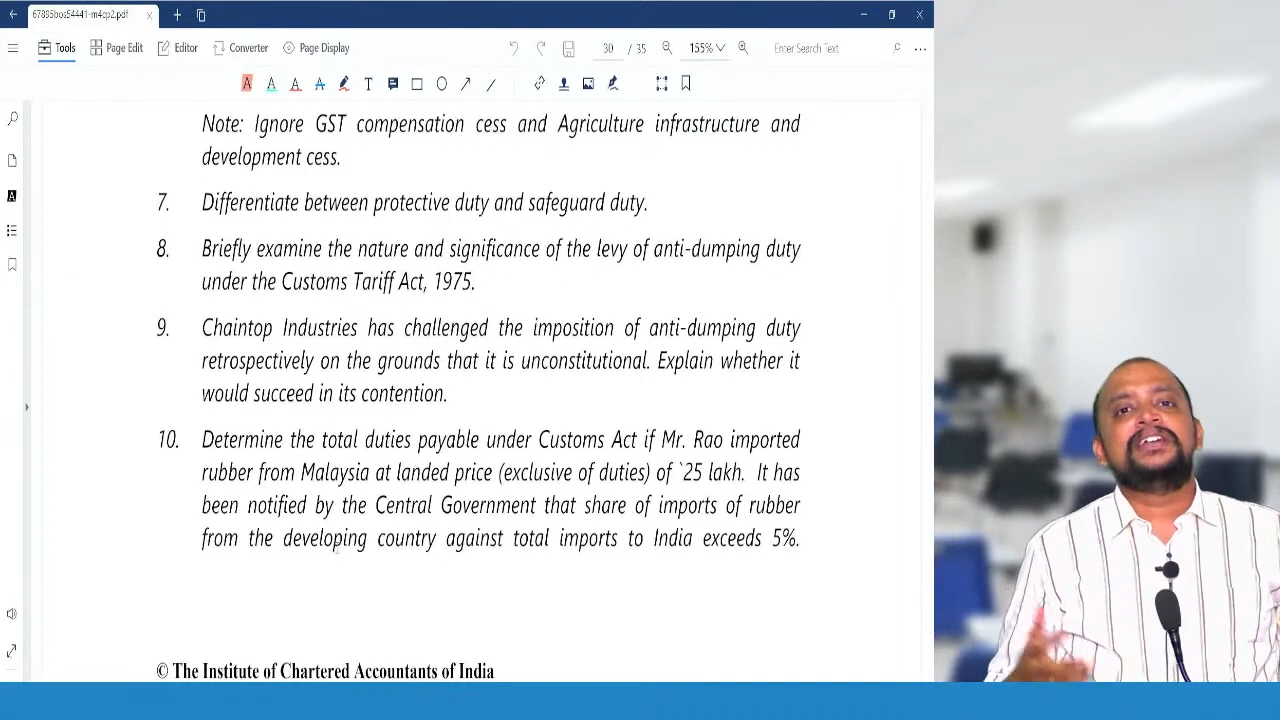 67895bos54441-m4cp2.pdf
Tools Page Edit Editor Converter Page Display 30 / 35 155% Enter Search Text
Note: Ignore GST compensation cess and Agriculture infrastructure and
development cess.
7. Differentiate between protective duty and safeguard duty.
8. Briefly examine the nature and significance of the levy of anti-dumping duty
under the Customs Tariff Act, 1975.
9. Chaintop Industries has challenged the imposition of anti-dumping duty
retrospectively on the grounds that it is unconstitutional. Explain whether it
would succeed in its contention.
10. Determine the total duties payable under Customs Act if Mr. Rao imported
rubber from Malaysia at landed price (exclusive of duties) of `25 lakh. It has
been notified by the Central Government that share of imports of rubber
from the developing country against total imports to India exceeds 5%.
© The Institute of Chartered Accountants of India